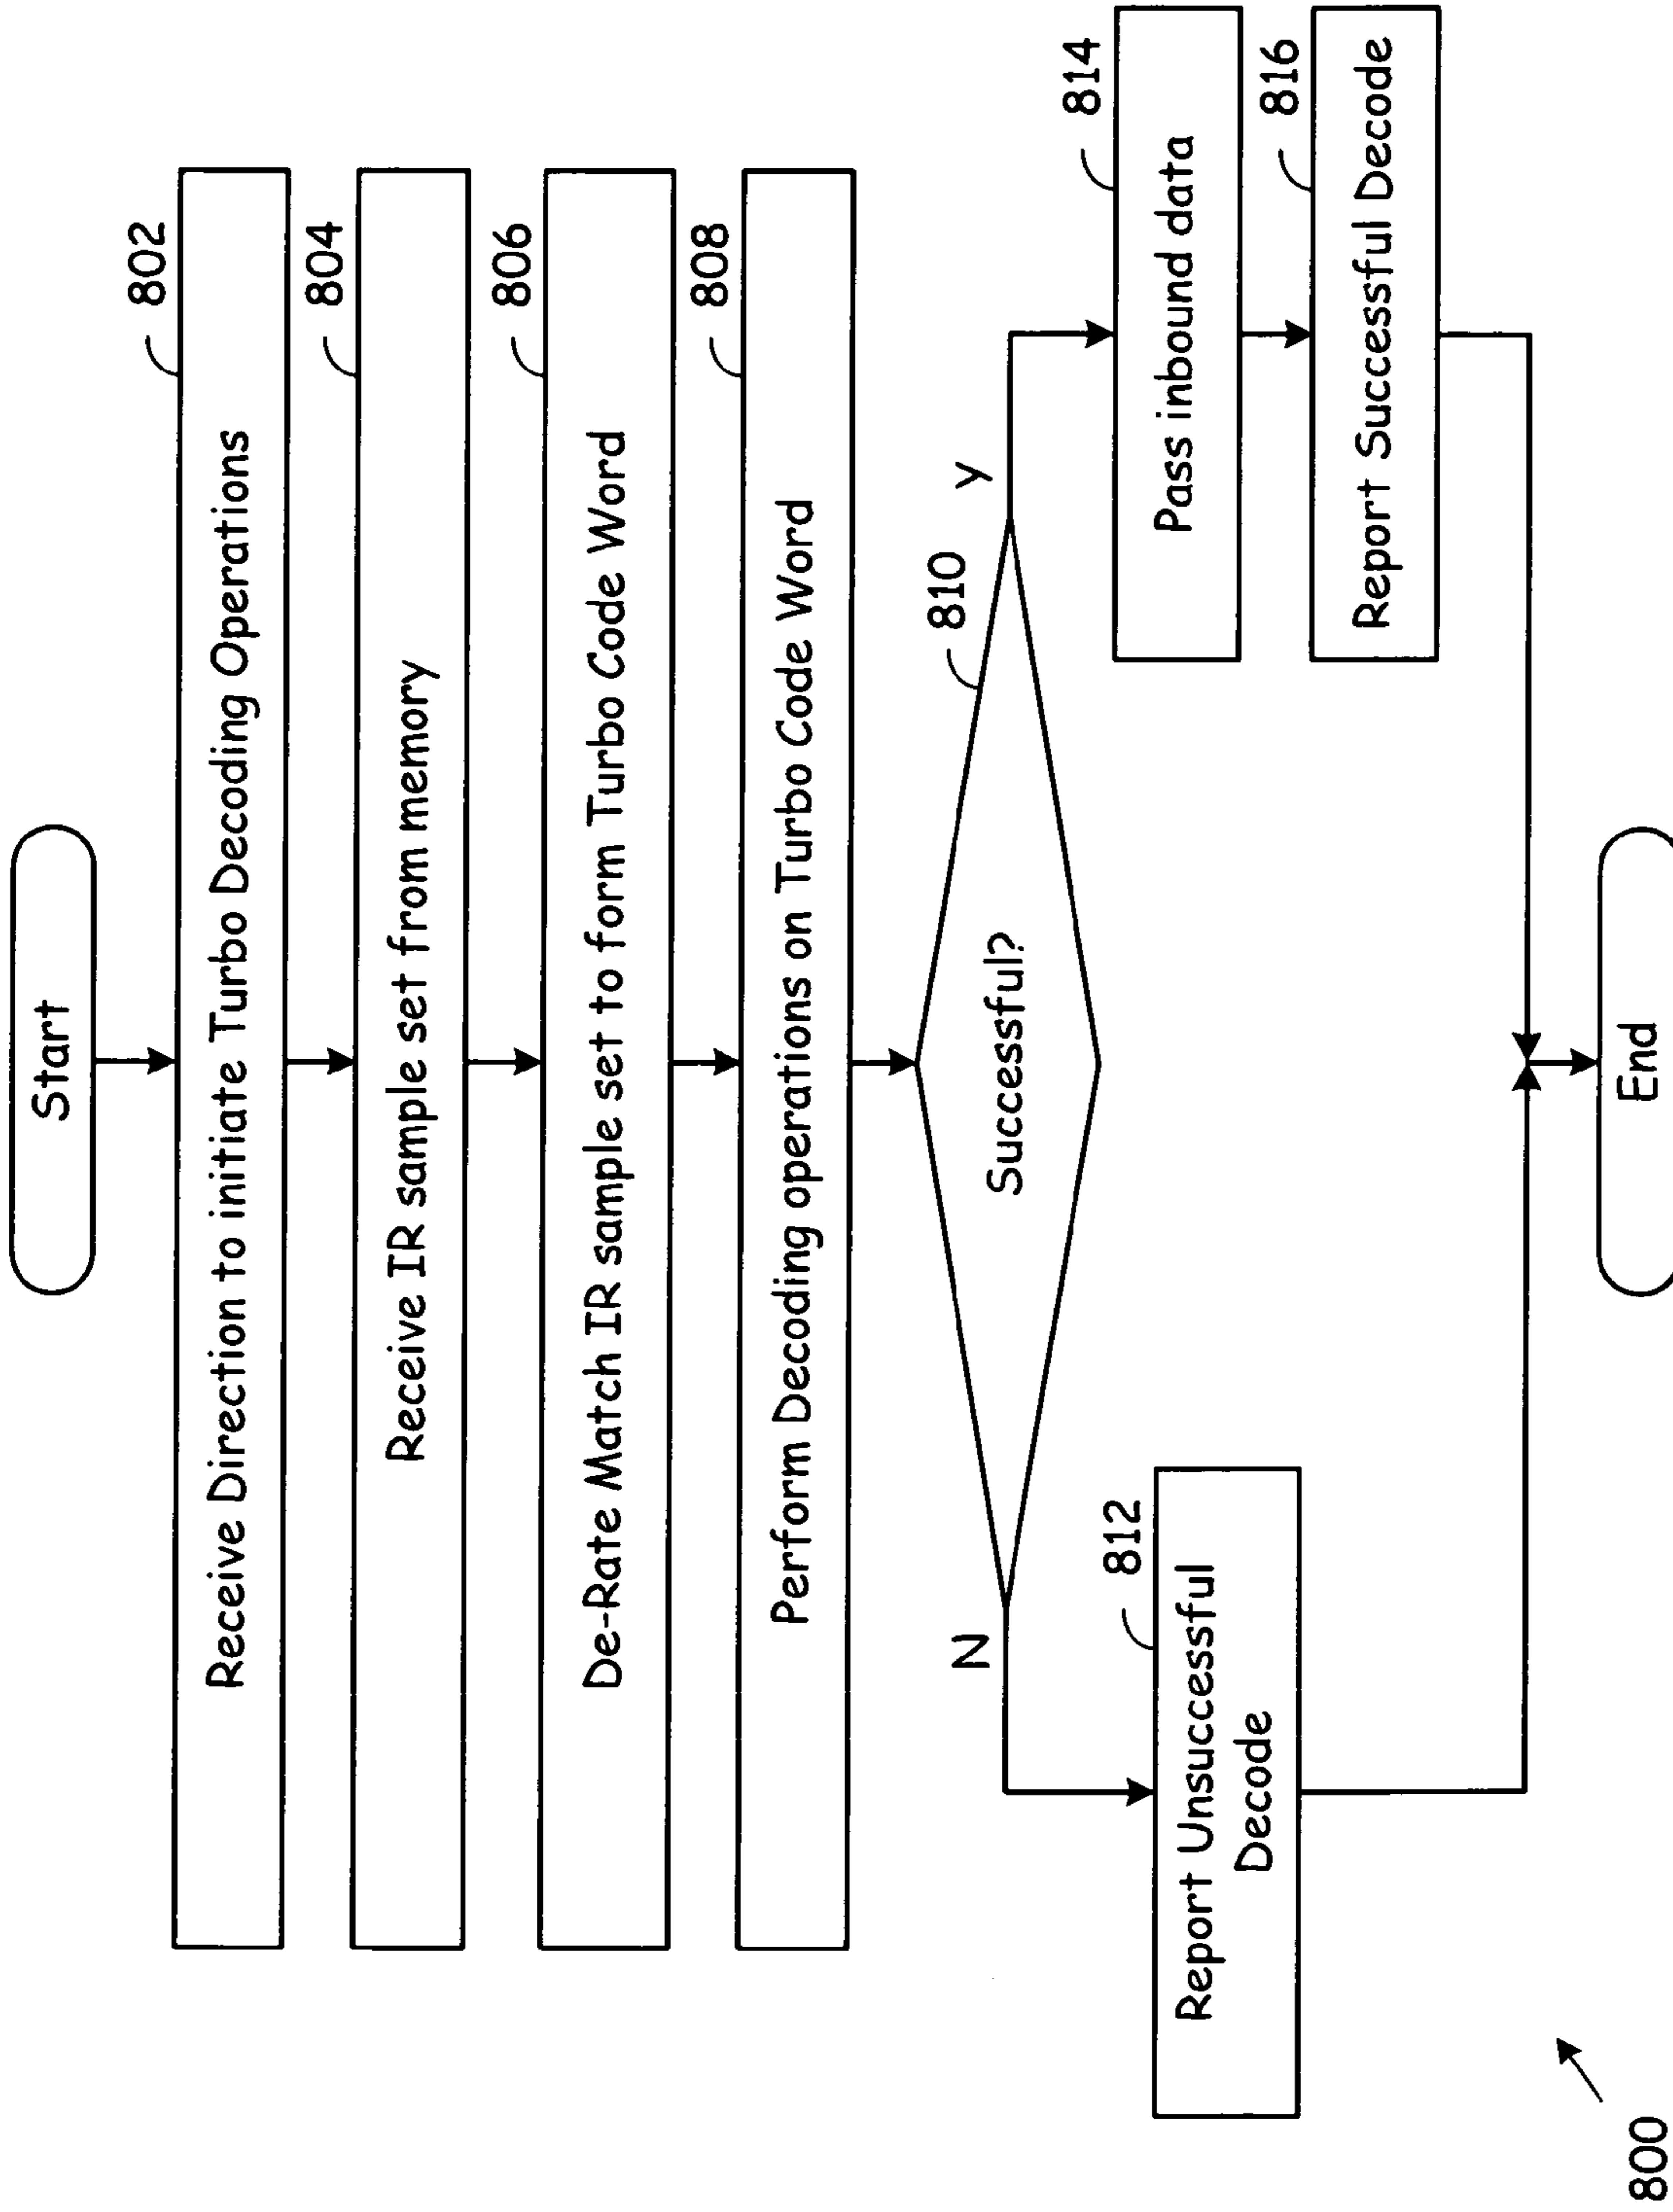 Start
802
Receive Direction to initiate Turbo Decoding Operations
804
Receive IR sample set from memory
806
De-Rate Match IR sample set to form Turbo Code Word
808
Perform Decoding operations on Turbo Code Word
810
Successful?
N
Y
812
Report Unsuccessful
Decode
814
Pass inbound data
816
Report Successful Decode
End
800